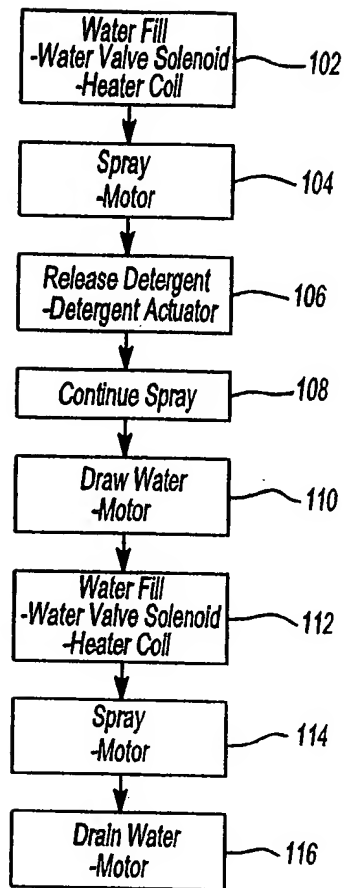 Water Fill
-Water Valve Solenoid
-Heater Coil
102
Spray
-Motor
104
Release Detergent
-Detergent Actuator
106
Continue Spray
108
Draw Water
-Motor
110
Water Fill
-Water Valve Solenoid
-Heater Coil
112
Spray
-Motor
114
Drain Water
-Motor
116